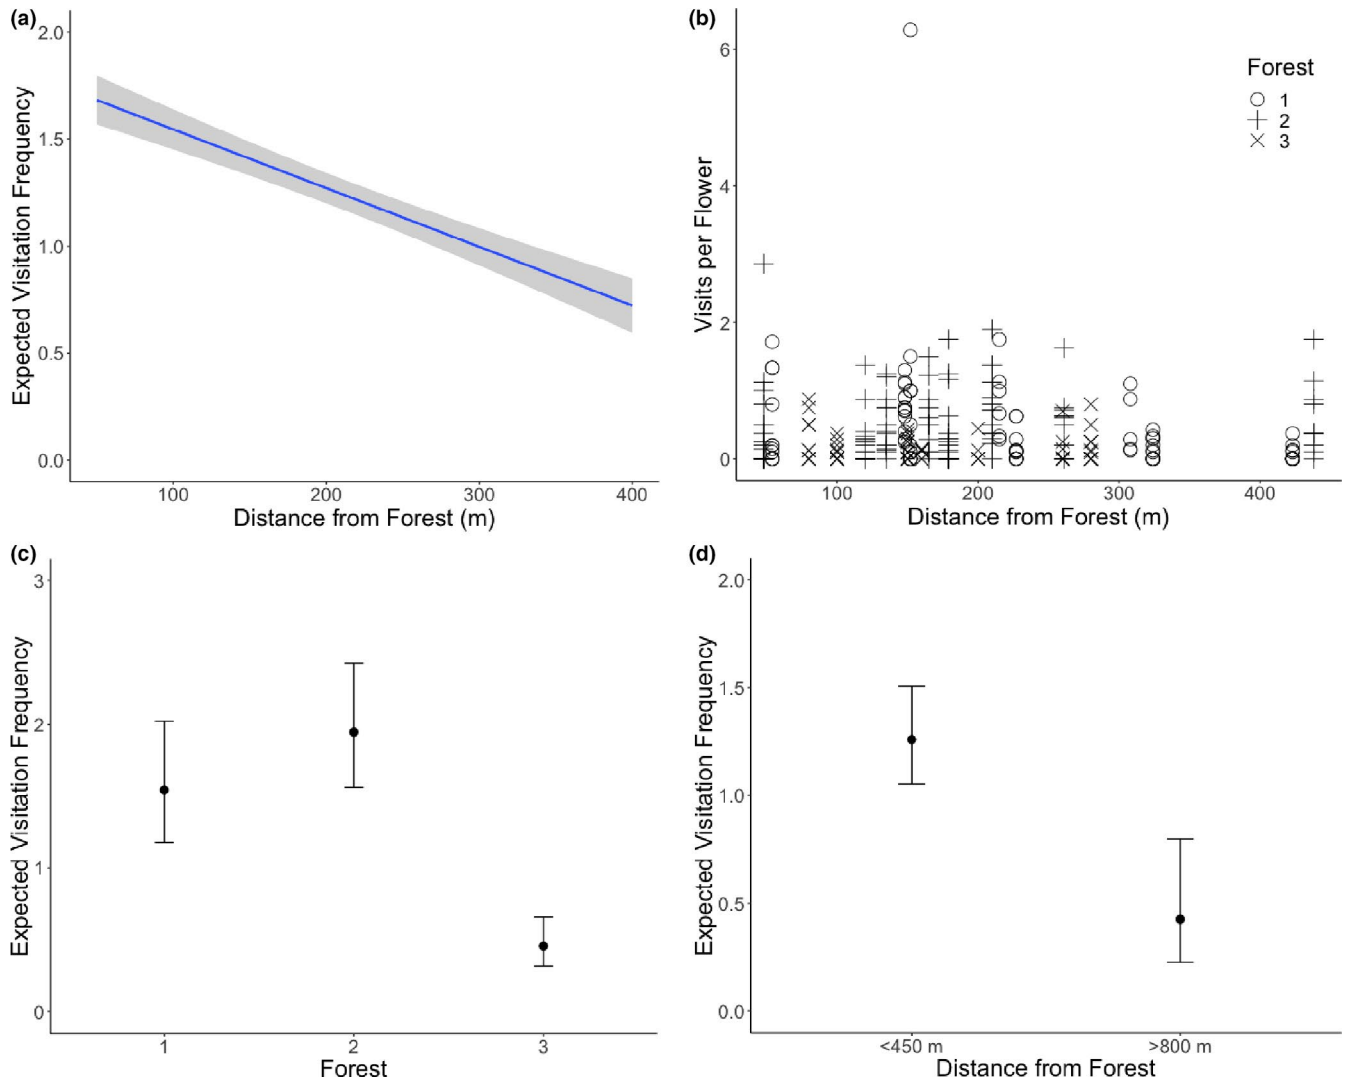 (a)
Expected Visitation Frequency
2.0
1.5
1.0
0.5
0.0
100 200 300 400
Distance from Forest (m)
(b)
Visits per Flower
6
4
2
0
Forest
1
2
3
100 200 300 400
Distance from Forest (m)
(c)
Expected Visitation Frequency
3
2
1
0
1 2 3
Forest
(d)
Expected Visitation Frequency
2.0
1.5
1.0
0.5
0.0
<450 m >800 m
Distance from Forest